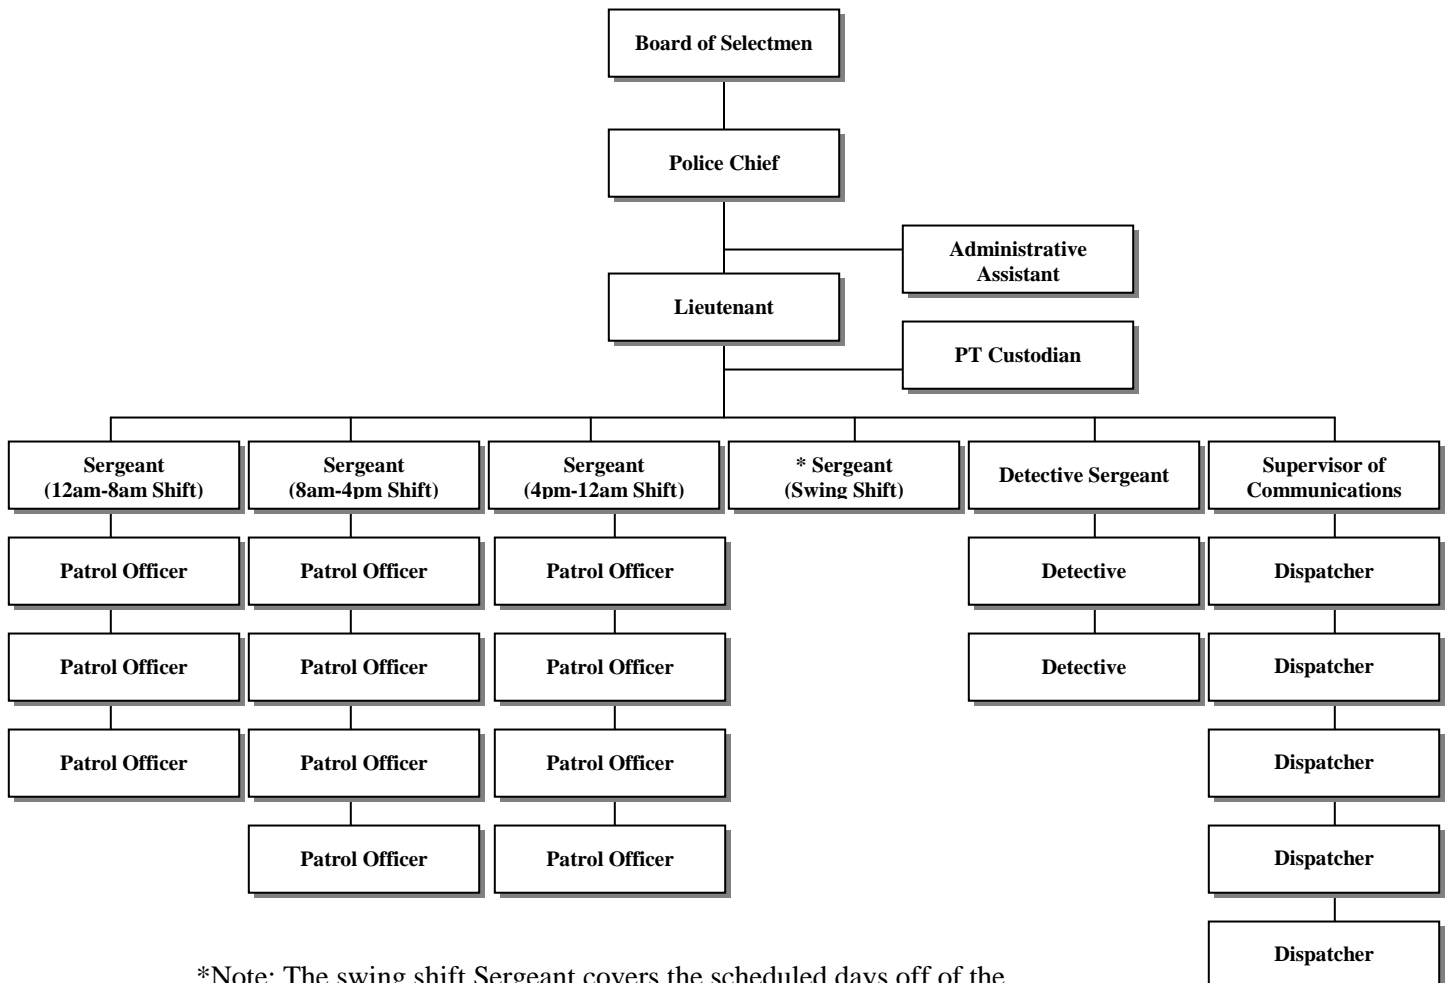 Board of Selectmen
Police Chief
Administrative
Assistant
Lieutenant
PT Custodian
Sergeant
(12am-8am Shift)
Sergeant
(8am-4pm Shift)
Sergeant
(4pm-12am Shift)
* Sergeant
(Swing Shift)
Detective Sergeant
Supervisor of
Communications
Patrol Officer
Patrol Officer
Patrol Officer
Detective
Dispatcher
Patrol Officer
Patrol Officer
Patrol Officer
Detective
Dispatcher
Patrol Officer
Patrol Officer
Patrol Officer
Dispatcher
Patrol Officer
Patrol Officer
Dispatcher
Dispatcher
*Note: The swing shift Sergeant covers the scheduled days off of the